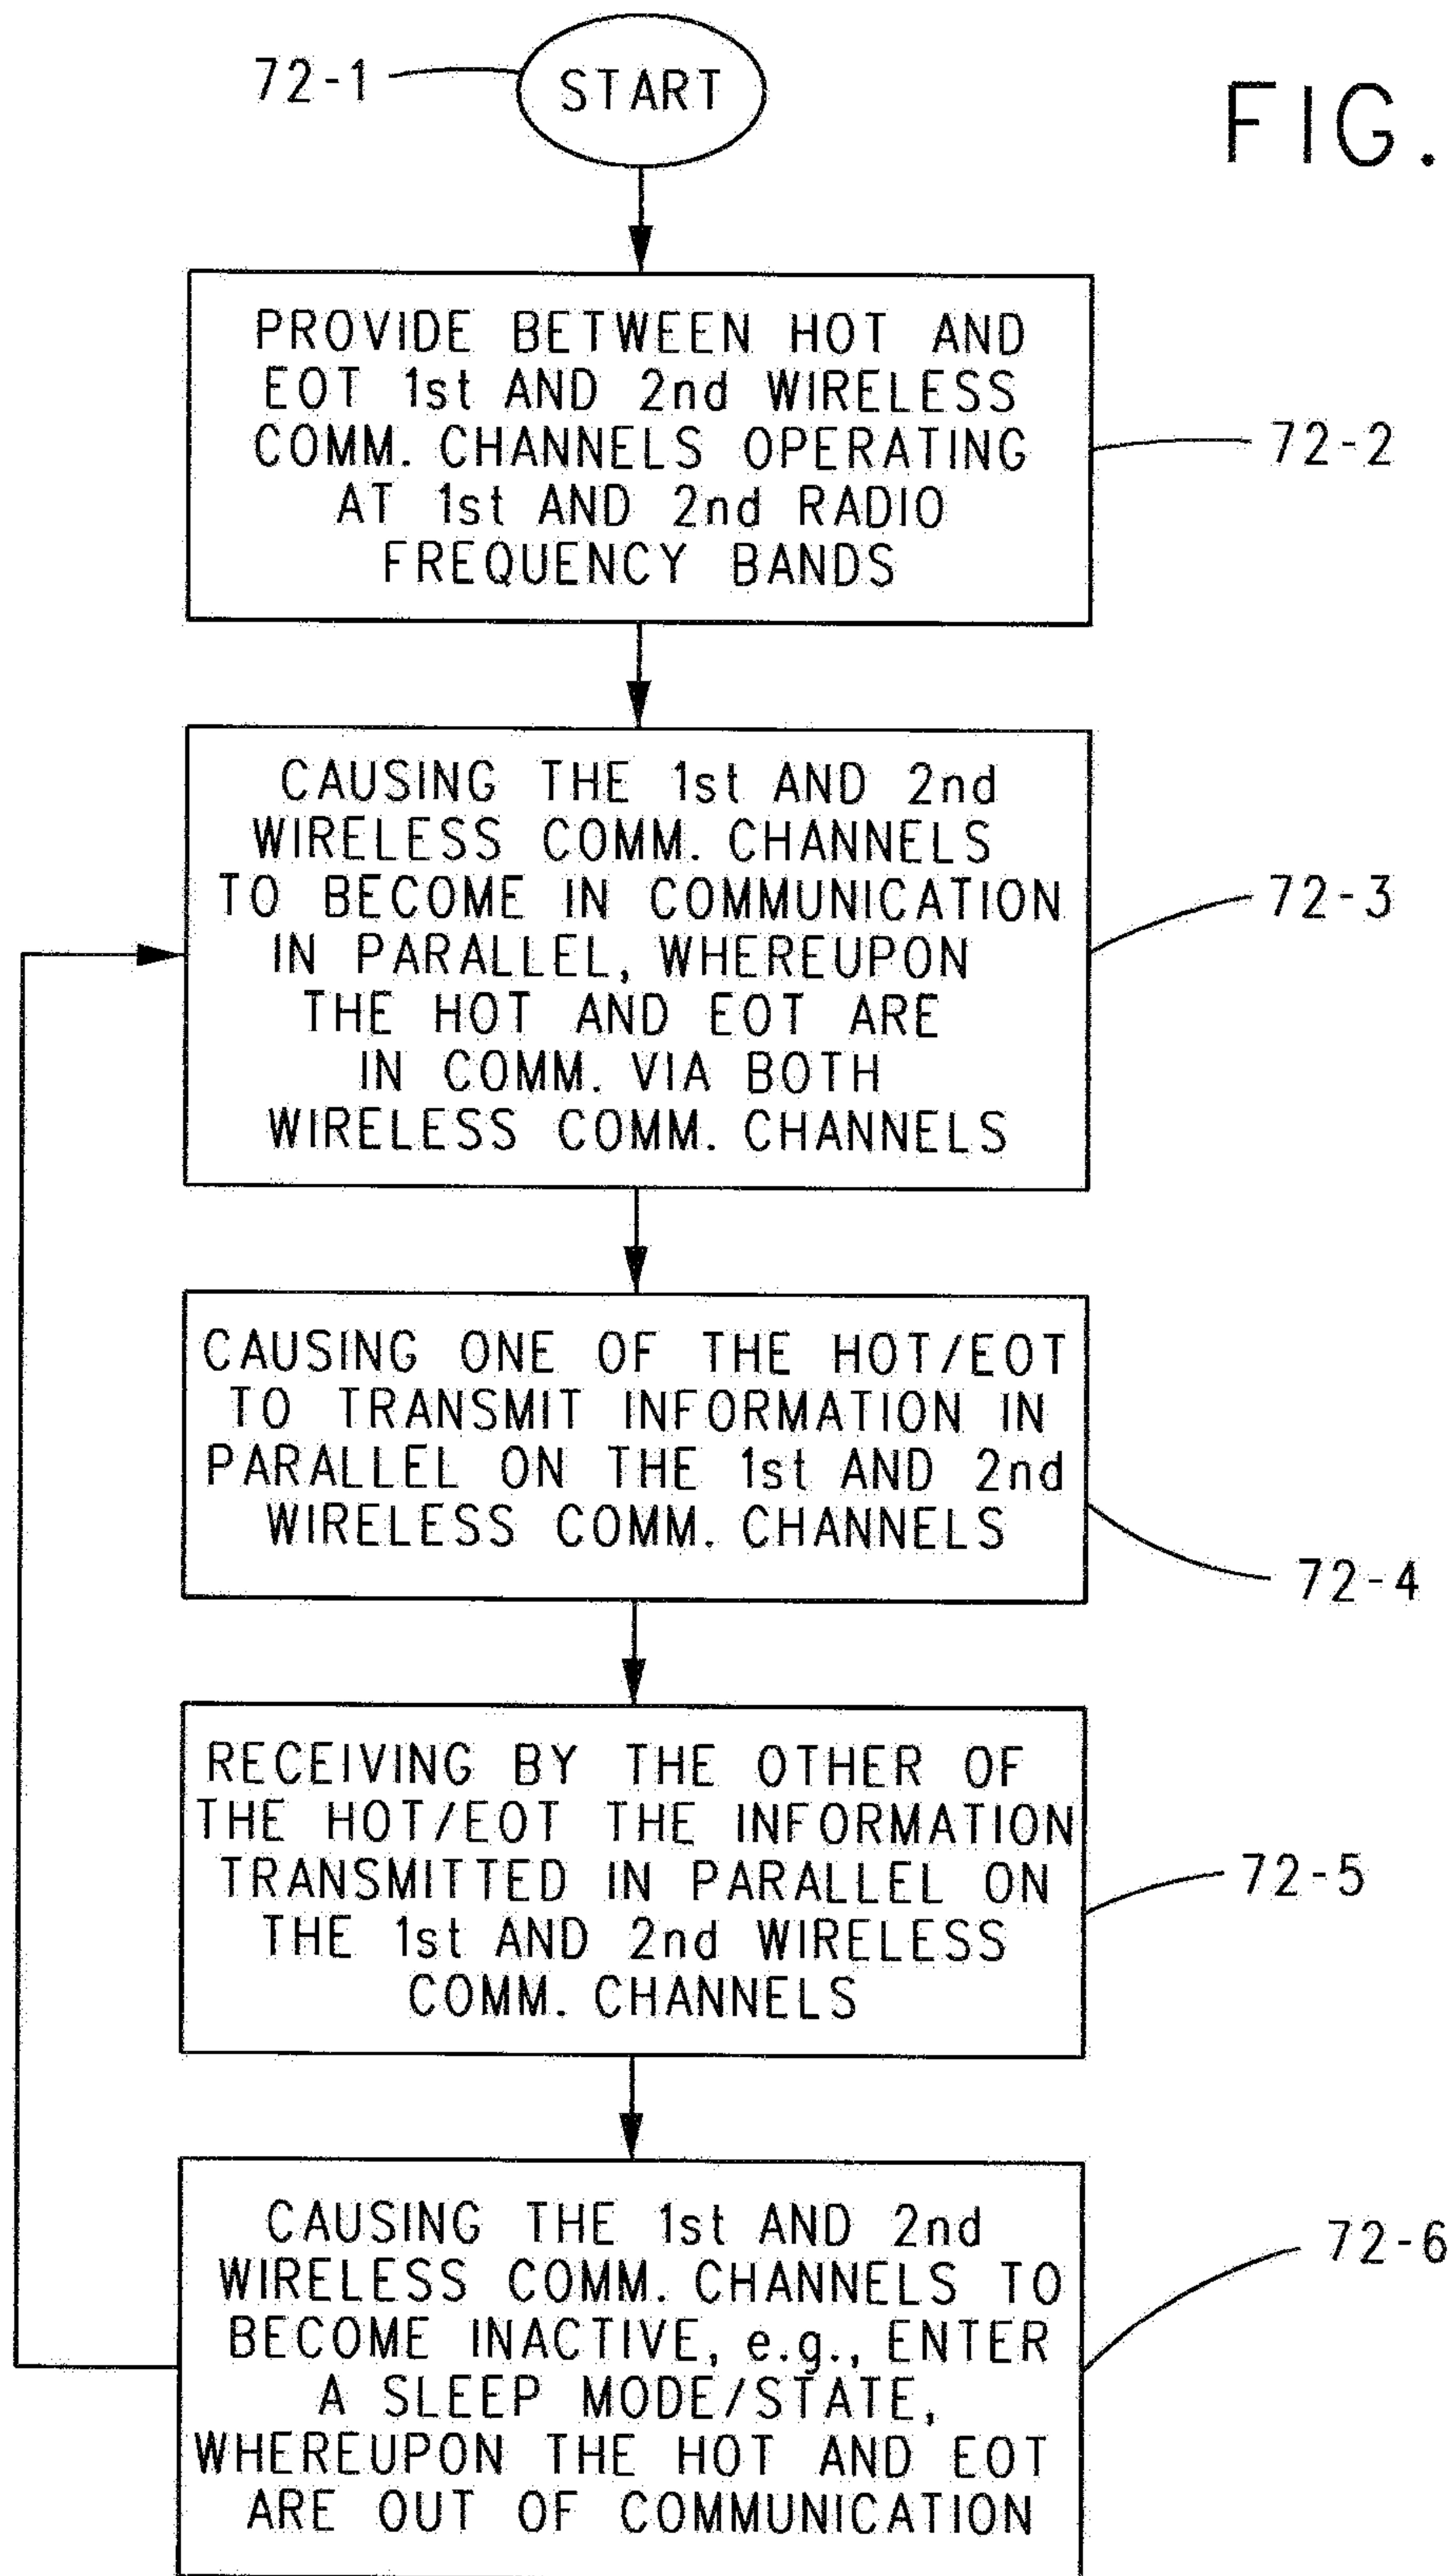 72-1
START
FIG.
PROVIDE BETWEEN HOT AND
EOT 1st AND 2nd WIRELESS
COMM. CHANNELS OPERATING
AT 1st AND 2nd RADIO
FREQUENCY BANDS
72-2
CAUSING THE 1st AND 2nd
WIRELESS COMM. CHANNELS
TO BECOME IN COMMUNICATION
IN PARALLEL, WHEREUPON
THE HOT AND EOT ARE
IN COMM. VIA BOTH
WIRELESS COMM. CHANNELS
72-3
CAUSING ONE OF THE HOT/EOT
TO TRANSMIT INFORMATION IN
PARALLEL ON THE 1st AND 2nd
WIRELESS COMM. CHANNELS
72-4
RECEIVING BY THE OTHER OF
THE HOT/EOT THE INFORMATION
TRANSMITTED IN PARALLEL ON
THE 1st AND 2nd WIRELESS
COMM. CHANNELS
72-5
CAUSING THE 1st AND 2nd
WIRELESS COMM. CHANNELS TO
BECOME INACTIVE, e.g., ENTER
A SLEEP MODE/STATE,
WHEREUPON THE HOT AND EOT
ARE OUT OF COMMUNICATION
72-6